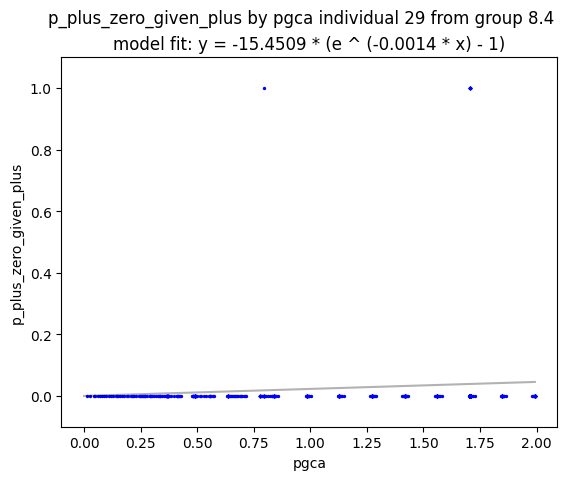 p_plus_zero_given_plus by pgca individual 29 from group 8.4
model fit: y = -15.4509 * (e ^ (-0.0014 * x) - 1)
1.0
0.8
0.6
0.4
0.2
0.0
p_plus_zero_given_plus
0.00 0.25 0.50 0.75 1.00 1.25 1.50 1.75 2.00
pgca